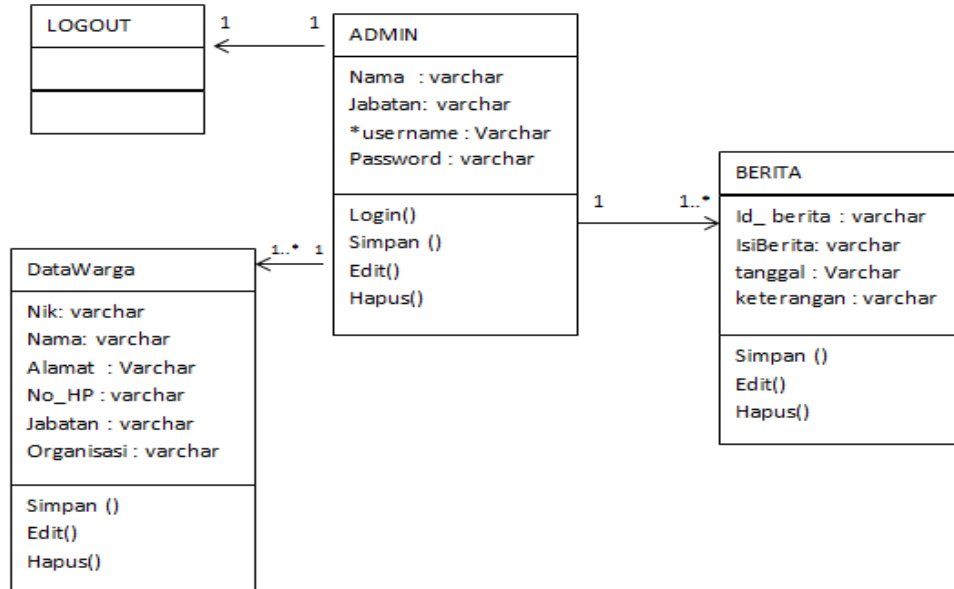 LOGOUT
1 1
ADMIN
Nama : varchar
Jabatan: varchar
*username : Varchar
Password : varchar
Login()
Simpan ()
Edit()
Hapus()
1 1..*
BERITA
Id_ berita : varchar
IsiBerita: varchar
tanggal : Varchar
keterangan : varchar
Simpan ()
Edit()
Hapus()
1..* 1
DataWarga
Nik: varchar
Nama: varchar
Alamat : Varchar
No_HP : varchar
Jabatan : varchar
Organisasi : varchar
Simpan ()
Edit()
Hapus()